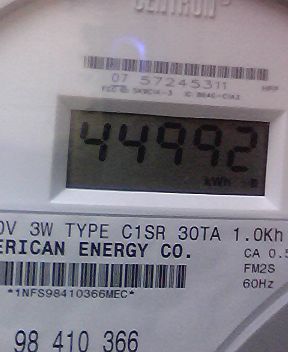 CENTRON
07 57245311
44992
kWh
0V 3W TYPE C1SR 30TA 1.0Kh
ERICAN ENERGY CO.
CA 0.5
FM2S
*1NFS98410366MEC*
60Hz
98 410 366